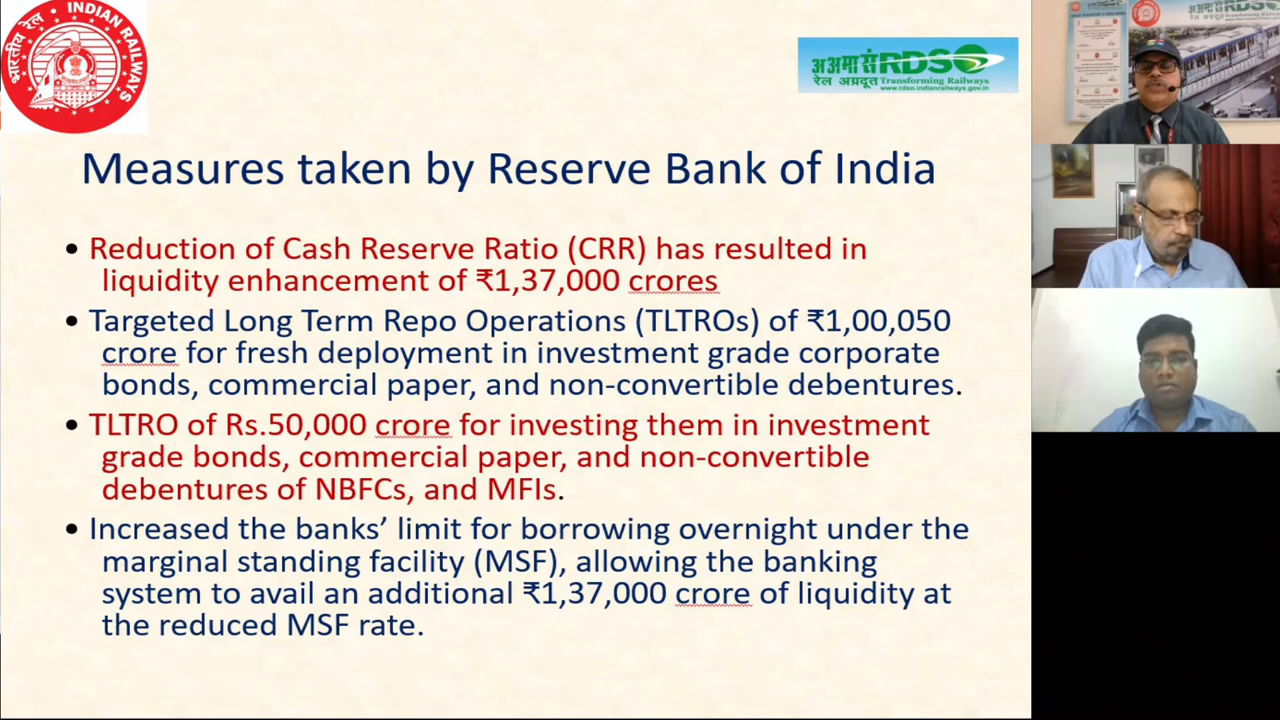 भारतीय रेल INDIAN RAILWAYS
अअमासं RDSO
रेल अग्रदूत Transforming Railways
www.rdso.indianrailways.gov.in
Measures taken by Reserve Bank of India
• Reduction of Cash Reserve Ratio (CRR) has resulted in
liquidity enhancement of ₹1,37,000 crores
• Targeted Long Term Repo Operations (TLTROs) of ₹1,00,050
crore for fresh deployment in investment grade corporate
bonds, commercial paper, and non-convertible debentures.
• TLTRO of Rs.50,000 crore for investing them in investment
grade bonds, commercial paper, and non-convertible
debentures of NBFCs, and MFIs.
• Increased the banks’ limit for borrowing overnight under the
marginal standing facility (MSF), allowing the banking
system to avail an additional ₹1,37,000 crore of liquidity at
the reduced MSF rate.